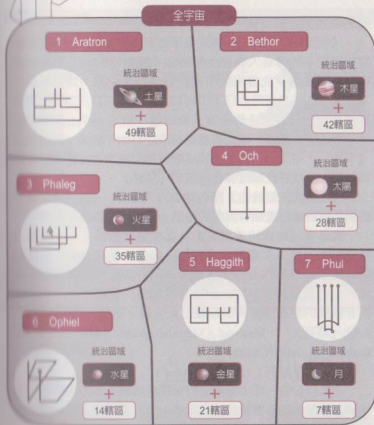 全宇宙
1 Aratron
統治區域
土星
+
49轄區
2 Bethor
統治區域
木星
+
42轄區
3 Phaleg
統治區域
火星
+
35轄區
4 Och
統治區域
太陽
+
28轄區
5 Haggith
統治區域
金星
+
21轄區
6 Ophiel
統治區域
水星
+
14轄區
7 Phul
統治區域
月
+
7轄區